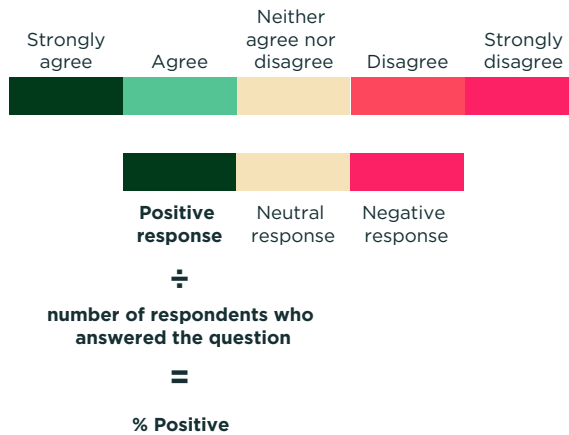 Strongly
agree
Agree
Neither
agree nor
disagree
Disagree
Strongly
disagree
Positive
response
Neutral
response
Negative
response
÷
number of respondents who
answered the question
=
% Positive